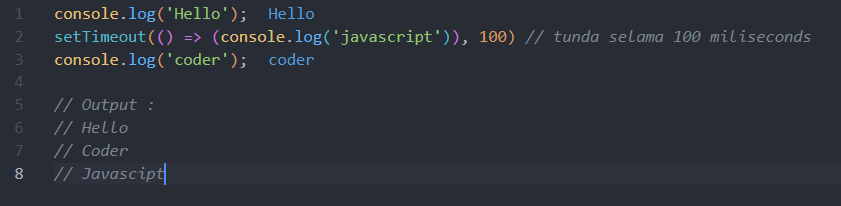 1 console.log('Hello'); Hello
2 setTimeout(() => (console.log('javascript')), 100) // tunda selama 100 miliseconds
3 console.log('coder'); coder
4
5 // Output :
6 // Hello
7 // Coder
8 // Javascipt